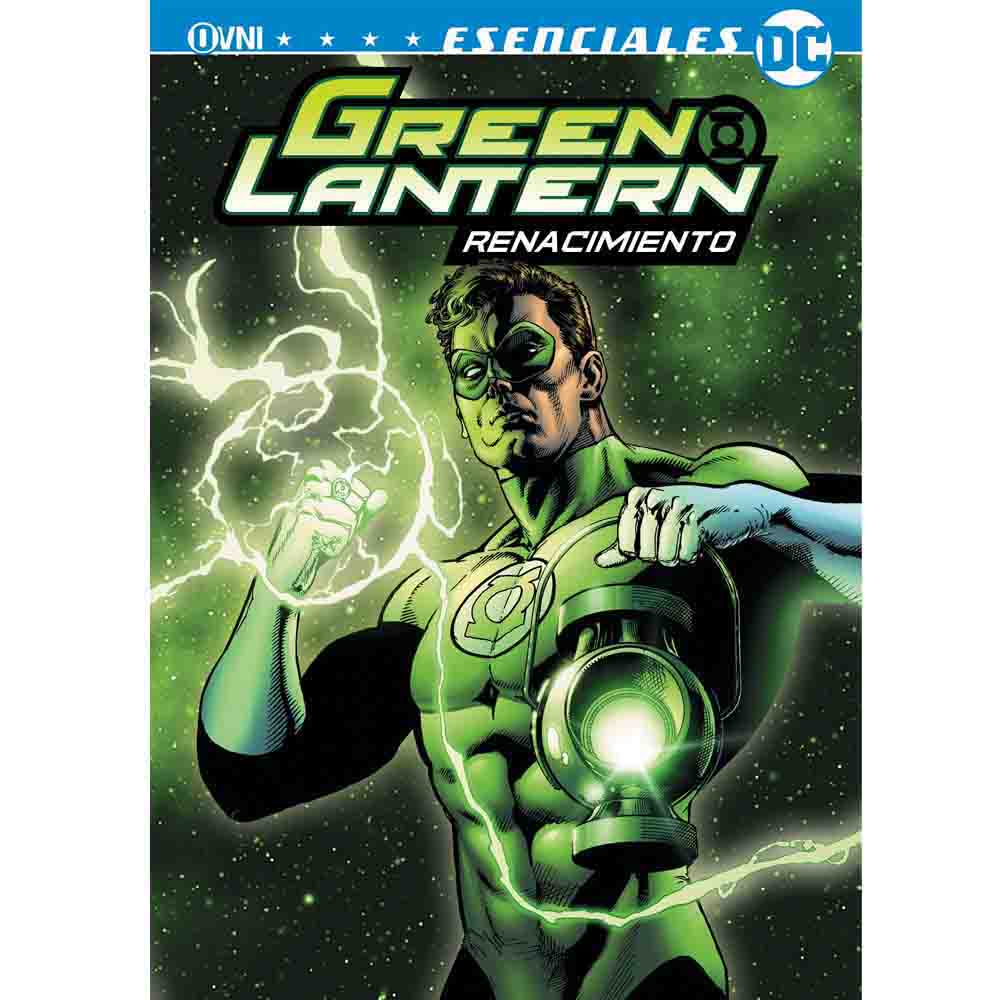 OVNI ★ ★ ★ ★ ESENCIALES DC
GREEN
LANTERN
RENACIMIENTO